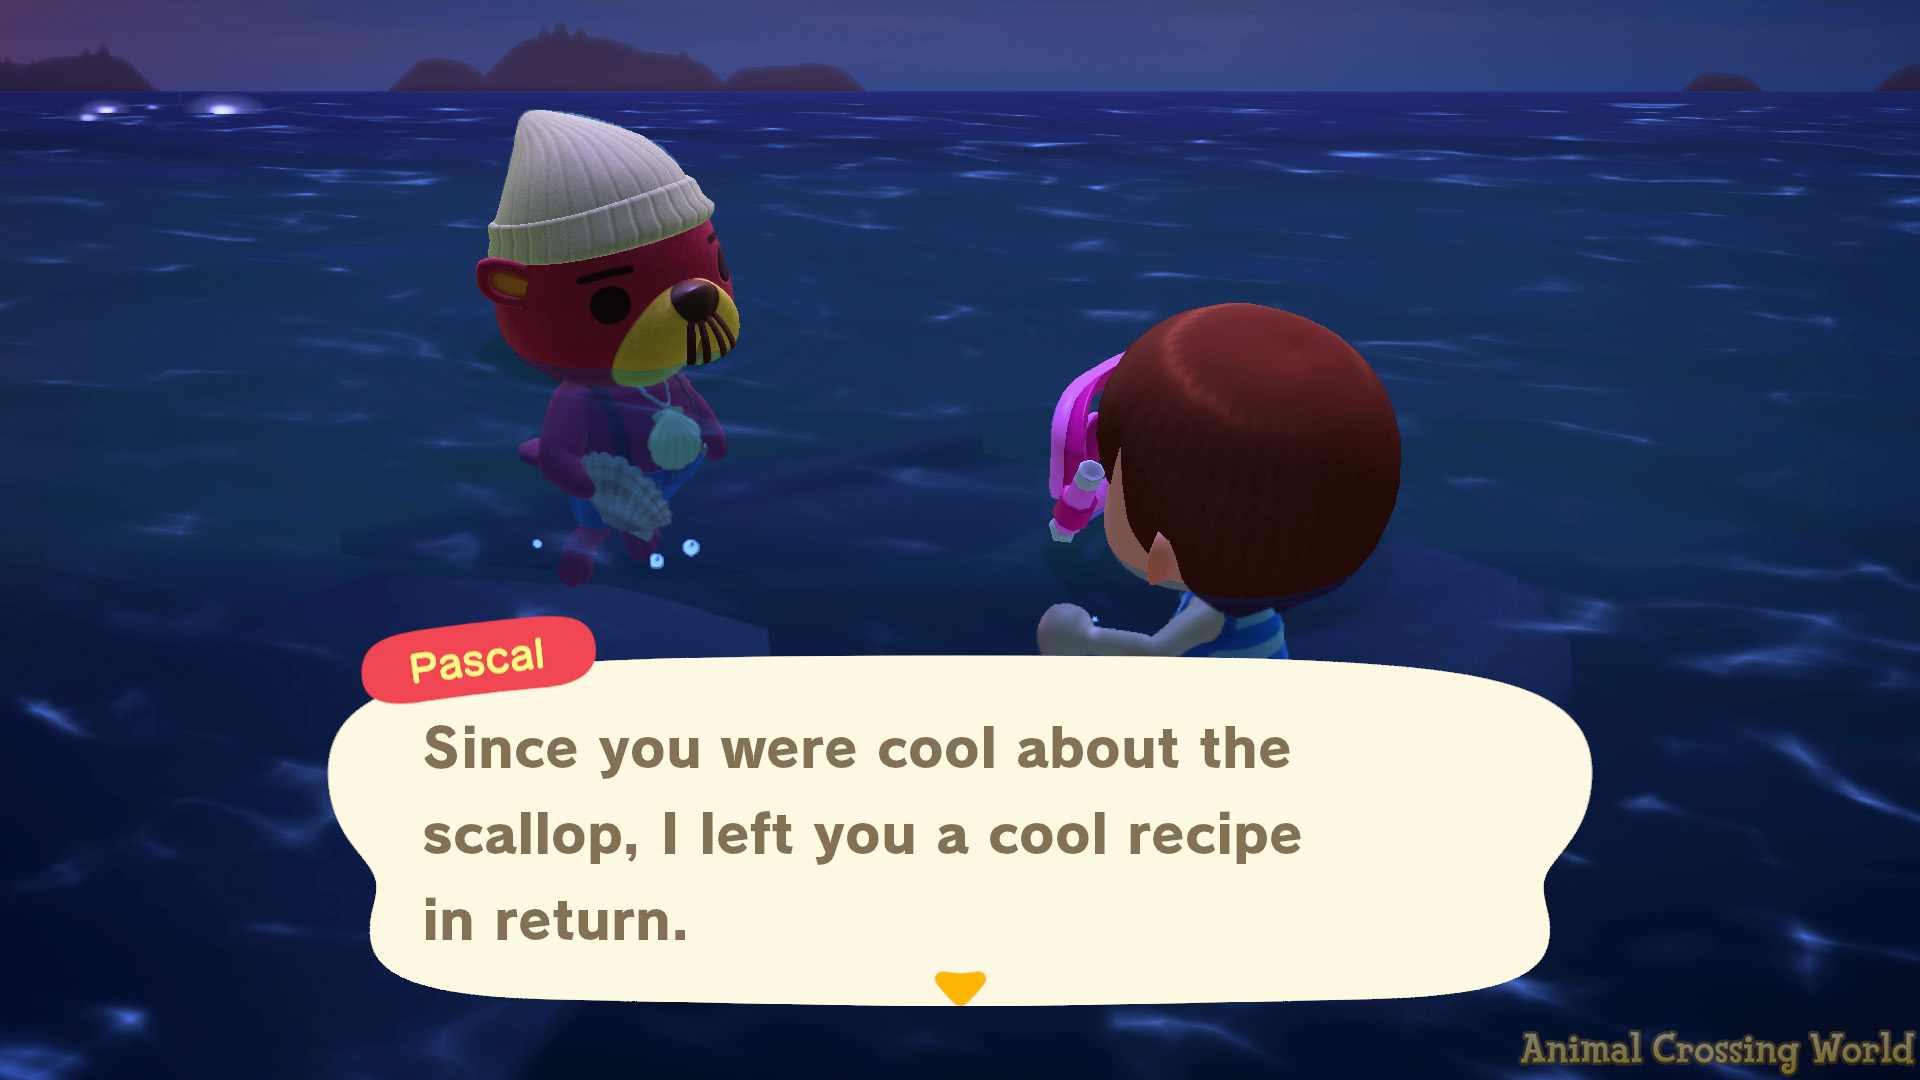 Pascal
Since you were cool about the
scallop, I left you a cool recipe
in return.
Animal Crossing World